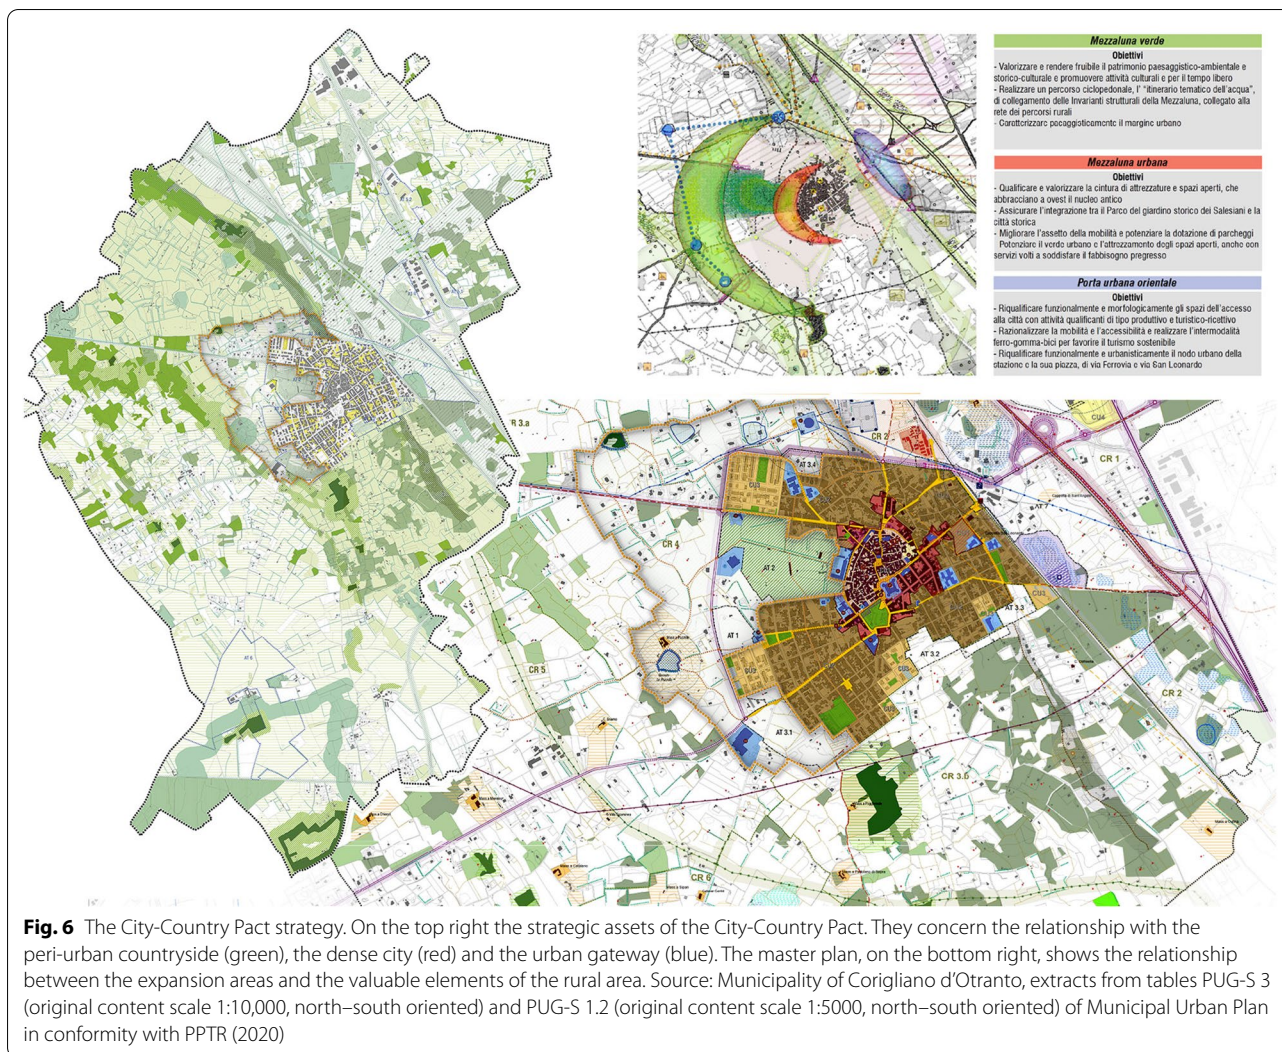 Mezzaluna verde
Obiettivi
- Valorizzare e rendere fruibile il patrimonio paesaggistico-ambientale e
storico-culturale e promuovere attività culturali e per il tempo libero
- Realizzare un percorso ciclopedonale, l' "itinerario tematico dell'acqua",
di collegamento delle Invarianti strutturali della Mezzaluna, collegato alla
rete dei percorsi rurali
- Caratterizzare paesaggisticamente il margine urbano
Mezzaluna urbana
Obiettivi
- Qualificare e valorizzare la cintura di attrezzature e spazi aperti, che
abbracciano a ovest il nucleo antico
- Assicurare l'integrazione tra il Parco del giardino storico dei Salesiani e la
città storica
- Migliorare l'assetto della mobilità e potenziare la dotazione di parcheggi
Potenziare il verde urbano e l'attrezzamento degli spazi aperti, anche con
servizi volti a soddisfare il fabbisogno pregresso
Porta urbana orientale
Obiettivi
- Riqualificare funzionalmente e morfologicamente gli spazi dell'accesso
alla città con attività qualificanti di tipo produttivo e turistico-ricettivo
- Razionalizzare la mobilità e l'accessibilità e realizzare l'intermodalità
ferro-gomma-bici per favorire il turismo sostenibile
- Riqualificare funzionalmente e urbanisticamente il nodo urbano della
stazione e la sua piazza, di via Ferrovia e via San Leonardo
R 3.a
CR 2
CU4
CR 1
AT 3.4
CU3
CR 4
AT 2
AT 7
CU3
AT 3.3
AT 1
AT 3.2
CR 5
CU3
CU3
CR 2
AT 3.1
CR 3.b
CR 6
AT 6
Fig. 6 The City-Country Pact strategy. On the top right the strategic assets of the City-Country Pact. They concern the relationship with the
peri-urban countryside (green), the dense city (red) and the urban gateway (blue). The master plan, on the bottom right, shows the relationship
between the expansion areas and the valuable elements of the rural area. Source: Municipality of Corigliano d'Otranto, extracts from tables PUG-S 3
(original content scale 1:10,000, north–south oriented) and PUG-S 1.2 (original content scale 1:5000, north–south oriented) of Municipal Urban Plan
in conformity with PPTR (2020)